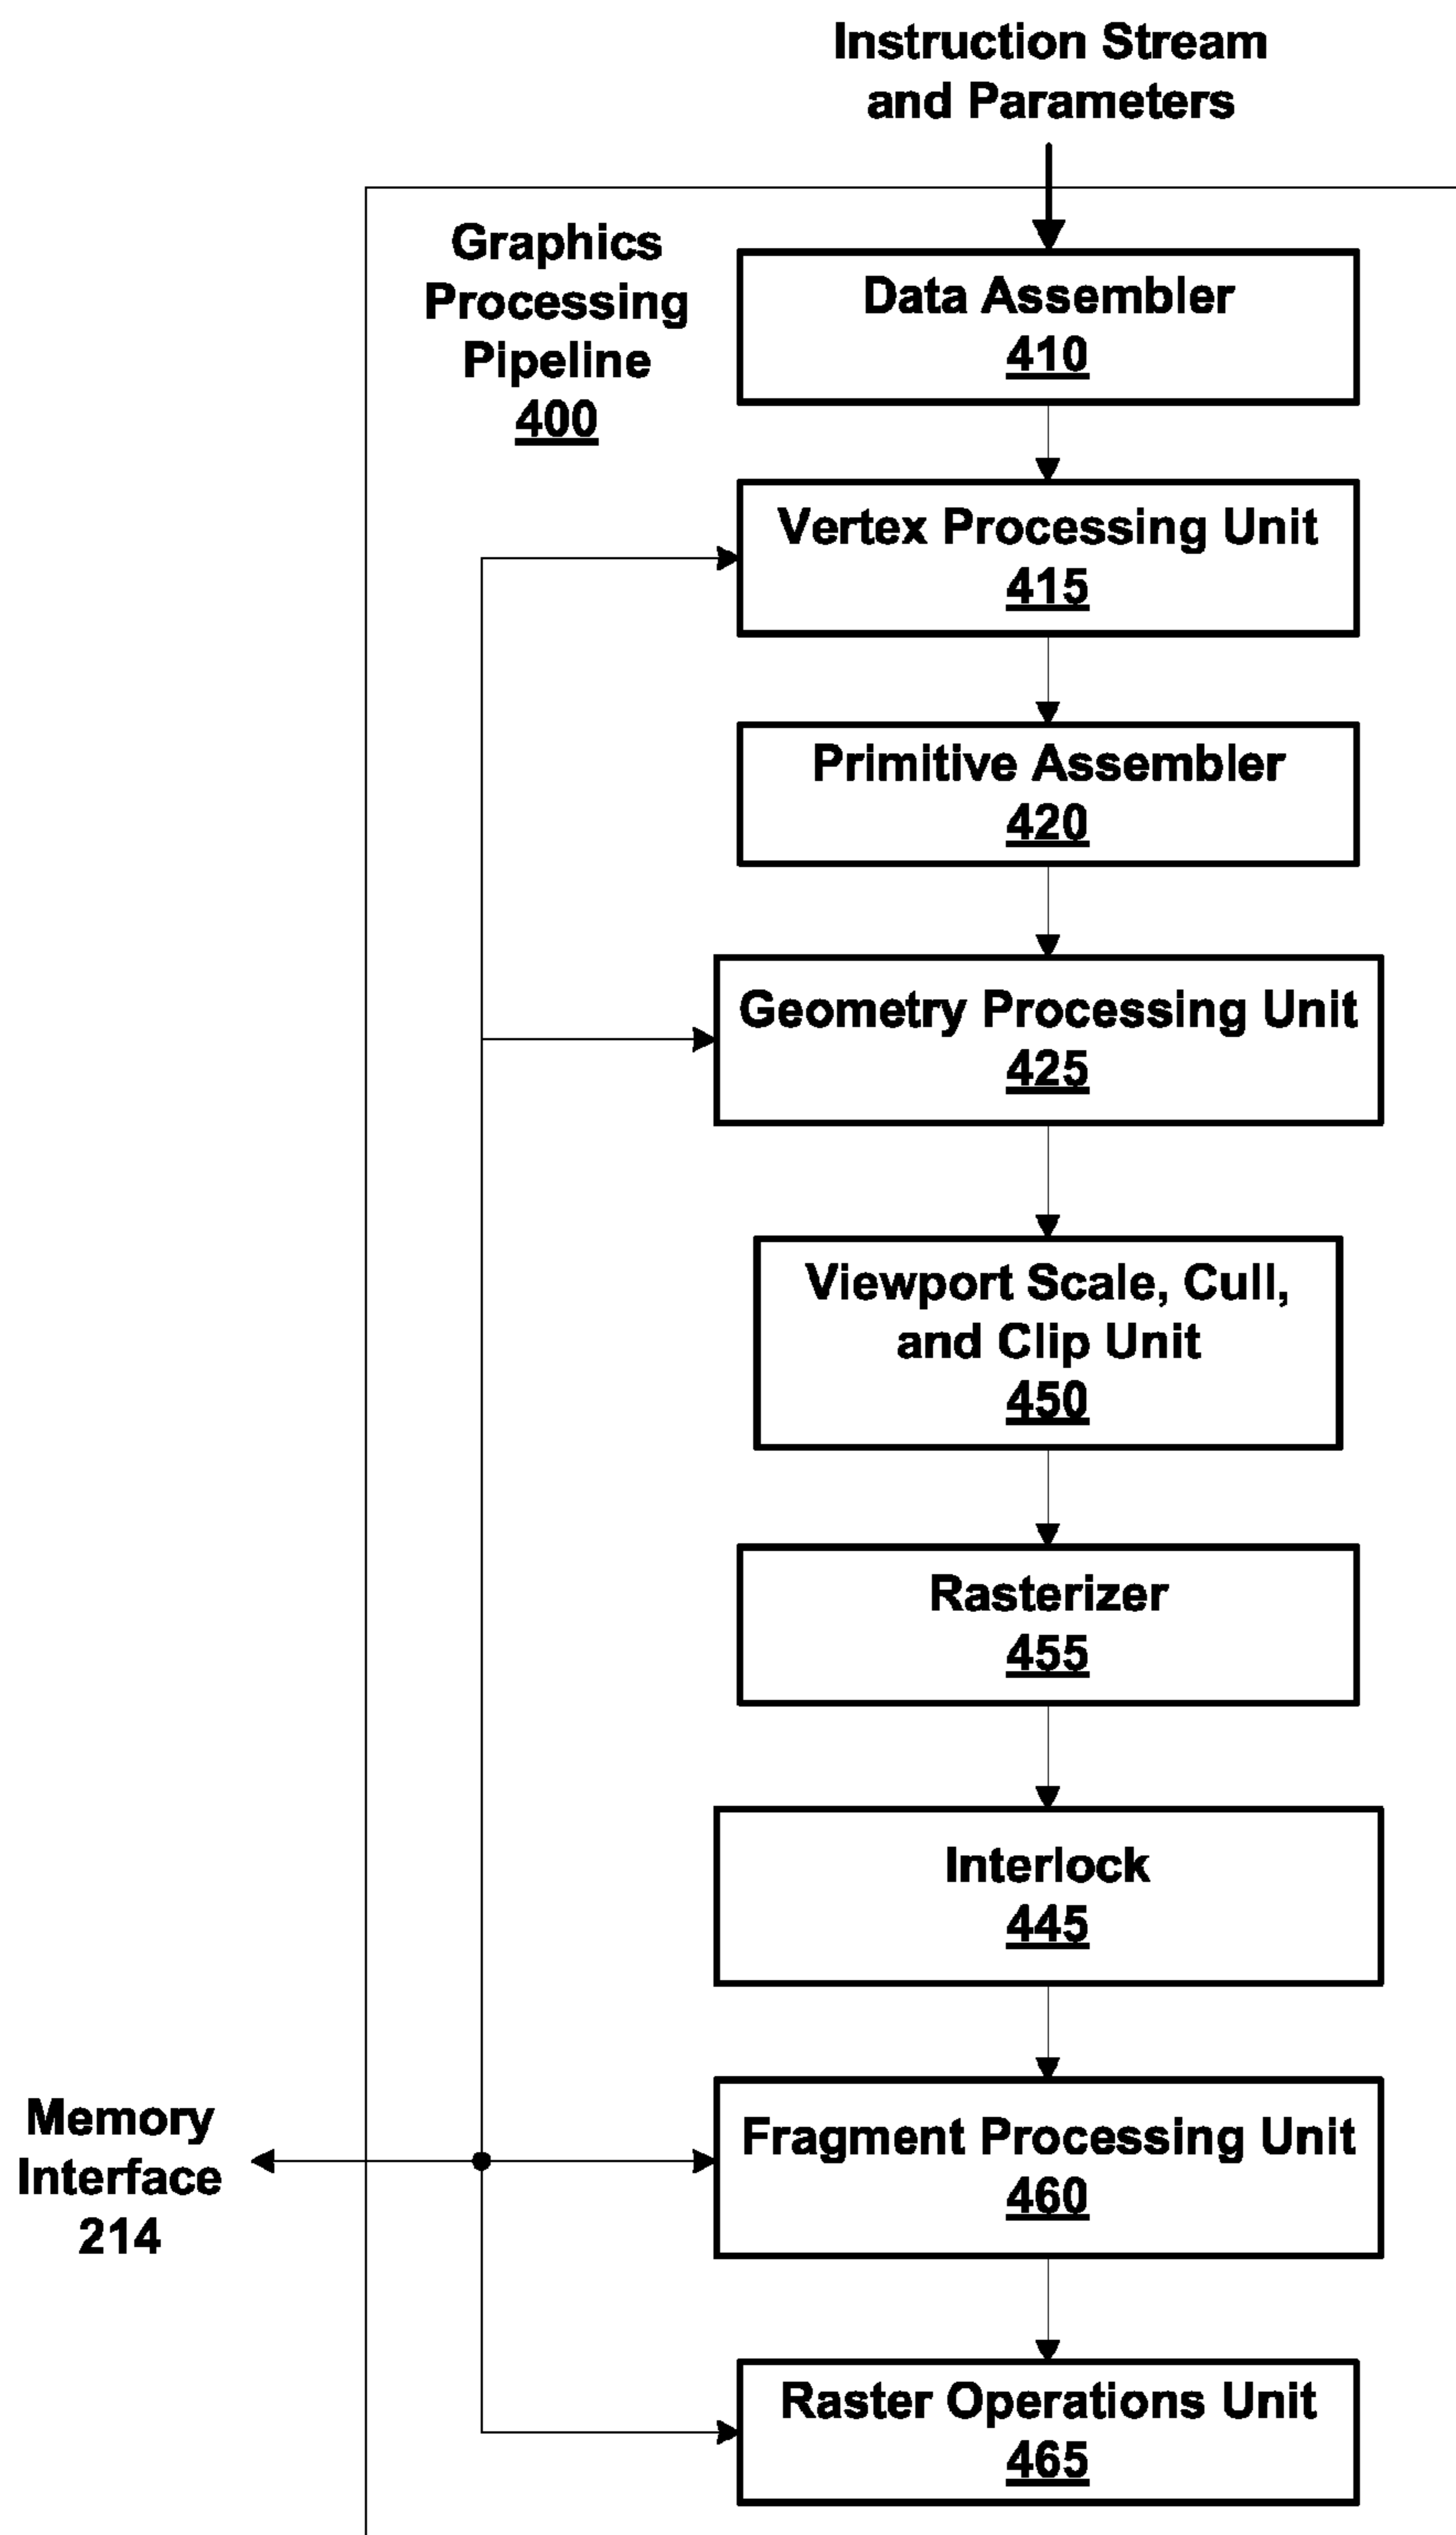 Instruction Stream
and Parameters
Graphics
Processing
Pipeline
400
Data Assembler
410
Vertex Processing Unit
415
Primitive Assembler
420
Geometry Processing Unit
425
Viewport Scale, Cull,
and Clip Unit
450
Rasterizer
455
Interlock
445
Memory
Interface
214
Fragment Processing Unit
460
Raster Operations Unit
465